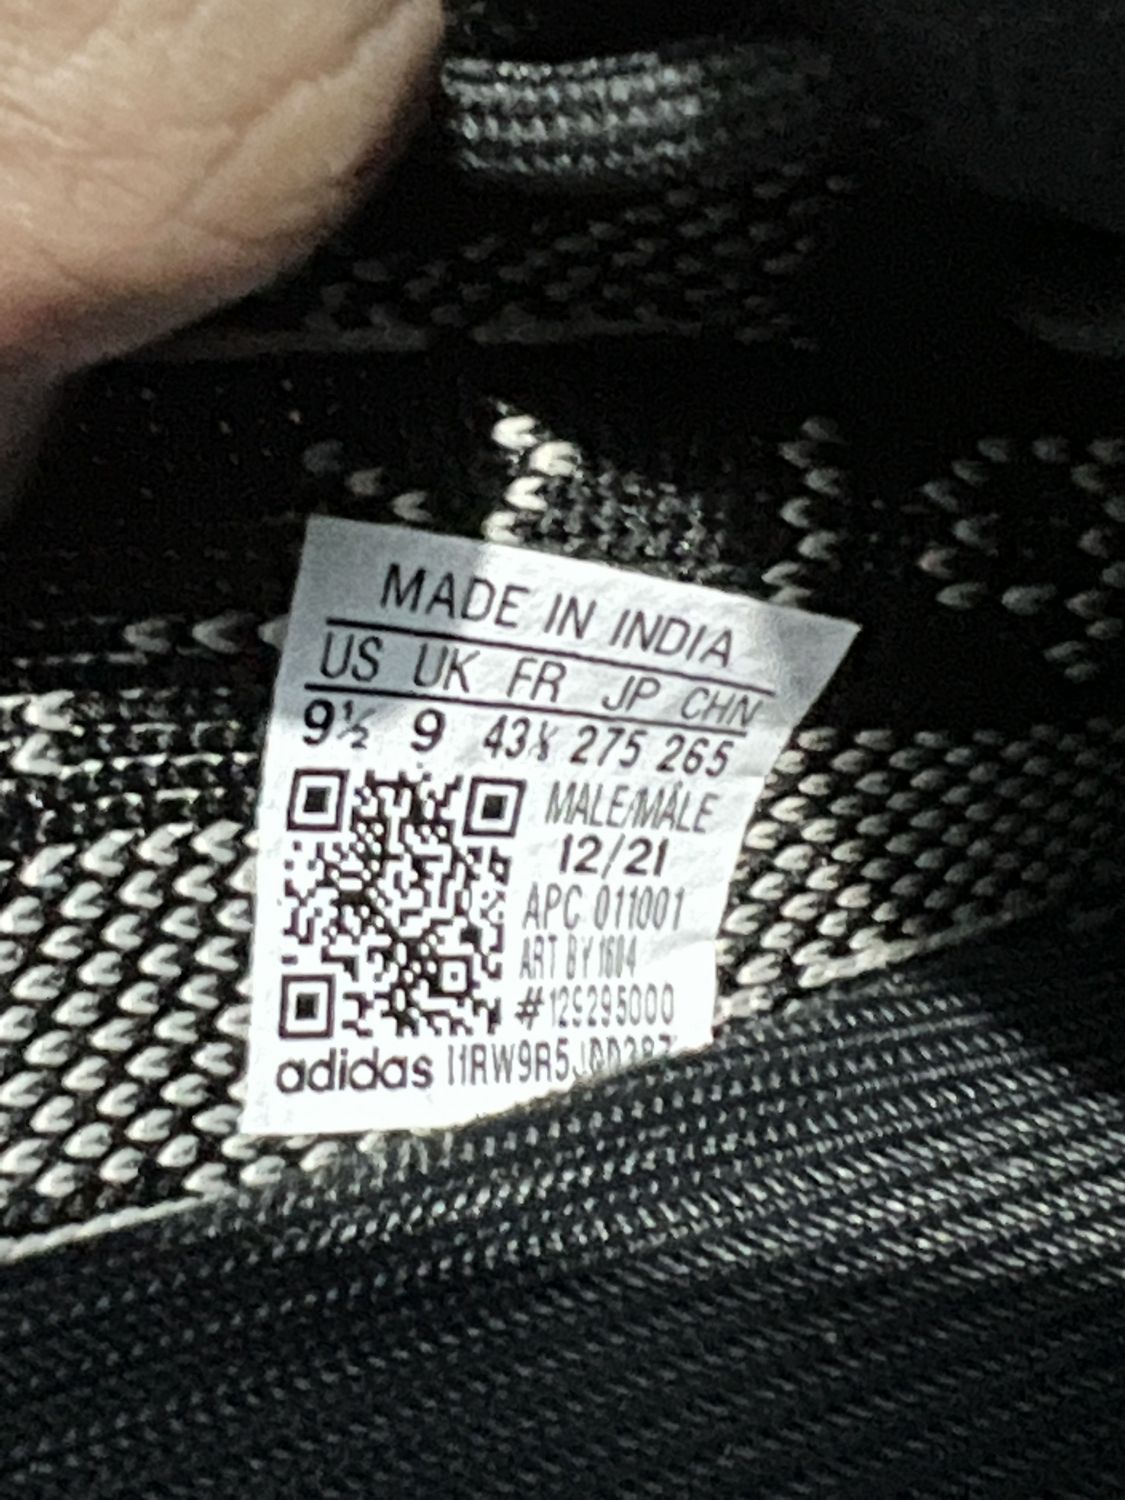 MADE IN INDIA
US UK FR JP CHN
9½ 9 43⅓ 275 265
MALE/MÂLE
12/21
APC 011001
ART BY1604
#129295000
adidas